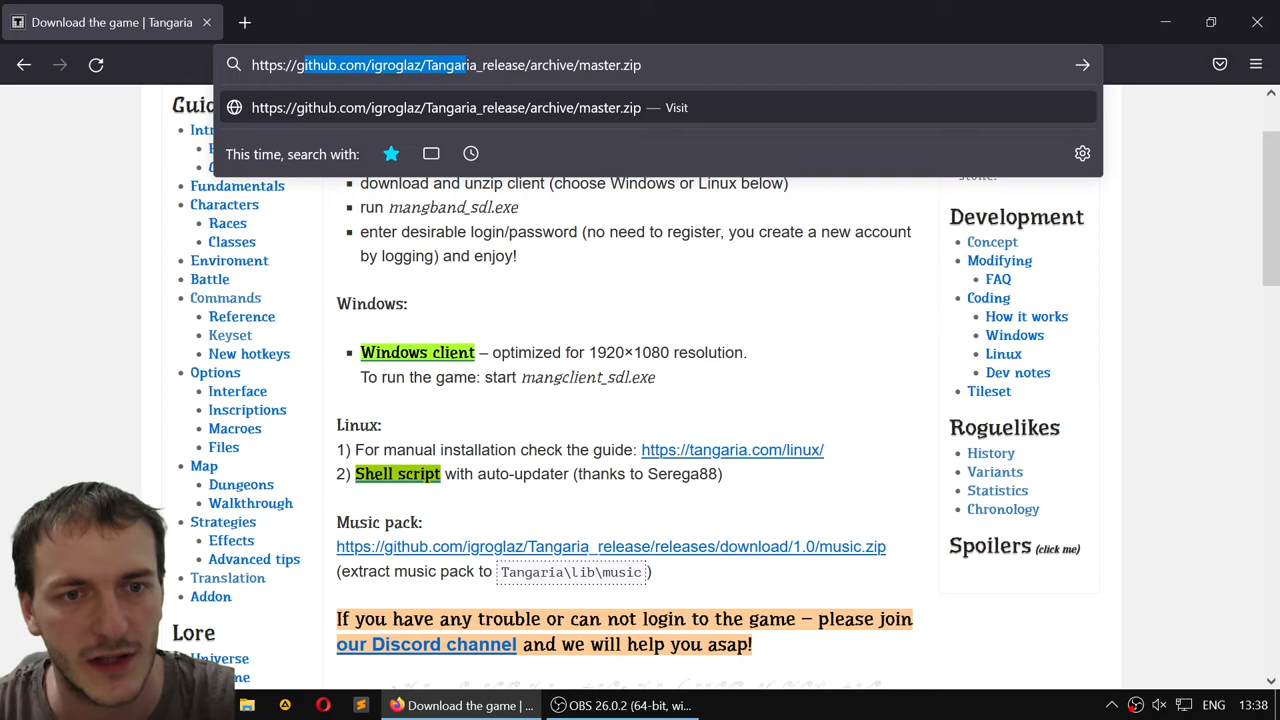 Download the game | Tangaria
https://github.com/igroglaz/Tangaria_release/archive/master.zip
https://github.com/igroglaz/Tangaria_release/archive/master.zip — Visit
This time, search with:
Fundamentals
Characters
Races
Classes
Enviroment
Battle
Commands
Reference
Keyset
New hotkeys
Options
Interface
Inscriptions
Macroes
Files
Map
Dungeons
Walkthrough
Strategies
Effects
Advanced tips
Translation
Addon
Lore
Universe
download and unzip client (choose Windows or Linux below)
run mangband_sdl.exe
enter desirable login/password (no need to register, you create a new account
by logging) and enjoy!
Windows:
Windows client – optimized for 1920×1080 resolution.
To run the game: start mangclient_sdl.exe
Linux:
1) For manual installation check the guide: https://tangaria.com/linux/
2) Shell script with auto-updater (thanks to Serega88)
Music pack:
https://github.com/igroglaz/Tangaria_release/releases/download/1.0/music.zip
(extract music pack to Tangaria\lib\music)
If you have any trouble or can not login to the game – please join
our Discord channel and we will help you asap!
Development
Concept
Modifying
FAQ
Coding
How it works
Windows
Linux
Dev notes
Tileset
Roguelikes
History
Variants
Statistics
Chronology
Spoilers (click me)
Download the game | ...
OBS 26.0.2 (64-bit, wi...
ENG
13:38